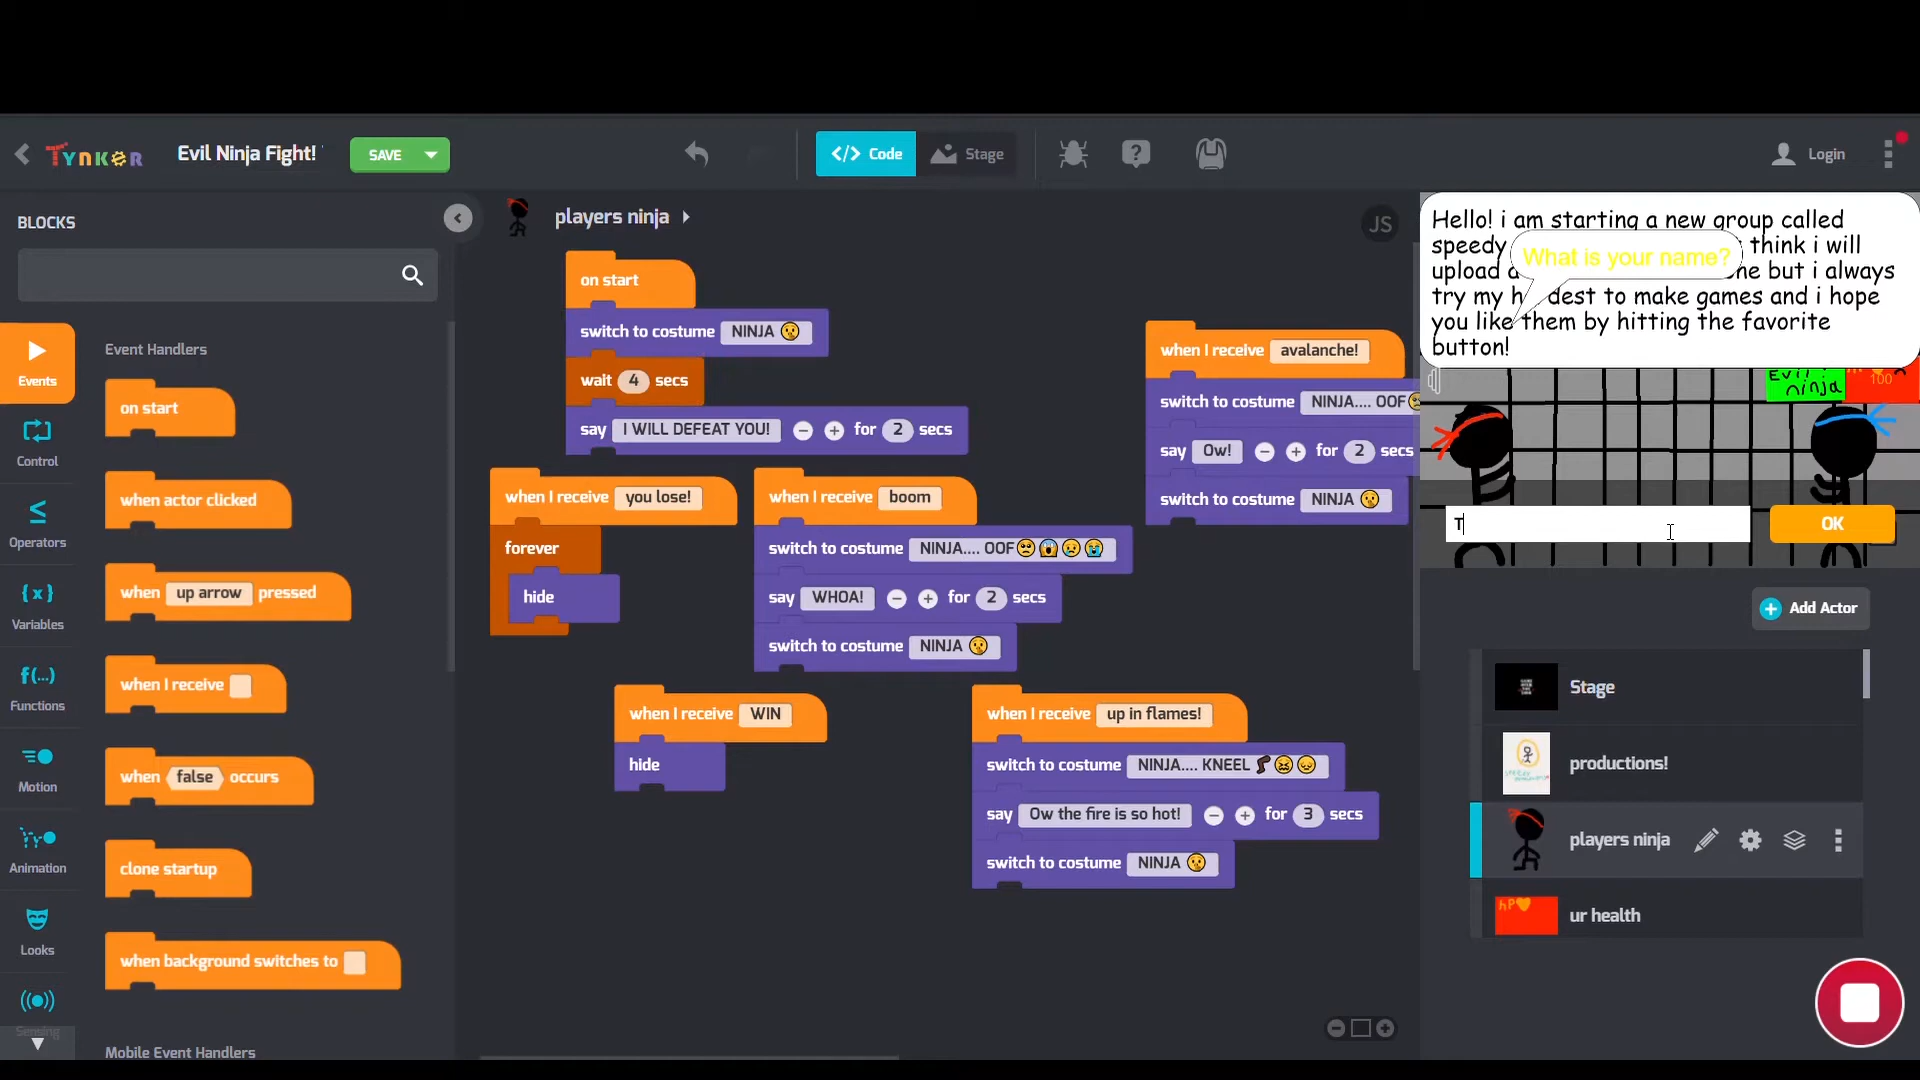 TYNKER
Evil Ninja Fight!
SAVE
Code
Stage
?
Login
BLOCKS
players ninja
JS
Events
Control
Operators
Variables
Functions
Motion
Animation
Looks
Sensing
Event Handlers
on start
when actor clicked
when up arrow pressed
when I receive
when false occurs
clone startup
when background switches to
Mobile Event Handlers
on start
switch to costume NINJA
wait 4 secs
say I WILL DEFEAT YOU! for 2 secs
when I receive you lose!
forever
hide
when I receive boom
switch to costume NINJA.... OOF
say WHOA! for 2 secs
switch to costume NINJA
when I receive avalanche!
switch to costume NINJA.... OOF
say Ow! for 2 secs
switch to costume NINJA
when I receive WIN
hide
when I receive up in flames!
switch to costume NINJA.... KNEEL
say Ow the fire is so hot! for 3 secs
switch to costume NINJA
Hello! i am starting a new group called
speedy think i will
What is your name?
upload but i always
try my to make games and i hope
you like them by hitting the favorite
button!
Evil
ninja
100
T
OK
Add Actor
Stage
productions!
players ninja
hP
ur health